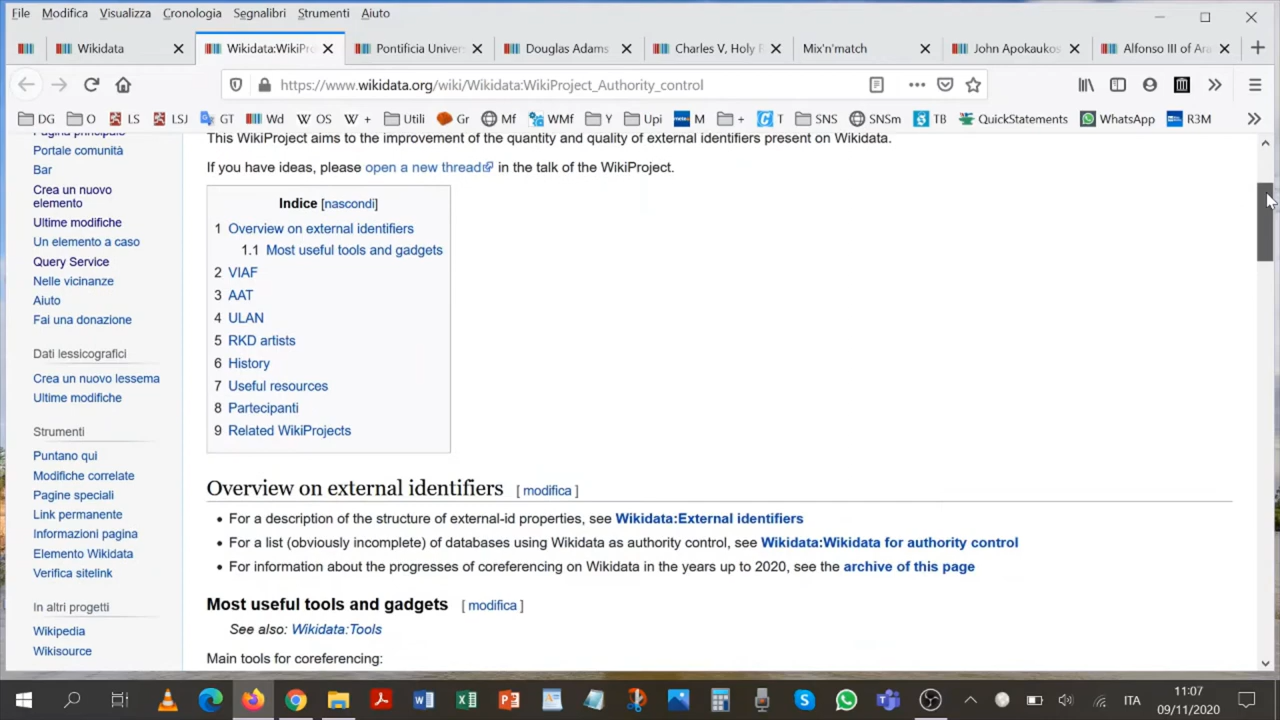 File Modifica Visualizza Cronologia Segnalibri Strumenti Aiuto
Wikidata
Wikidata:WikiPro
Pontificia Univer
Douglas Adams
Charles V, Holy
Mix'n'match
John Apokaukos
Alfonso III of Ara
https://www.wikidata.org/wiki/Wikidata:WikiProject_Authority_control
DG O LS LSJ GT Wd OS + Utili Gr Mf WMf Y Upi M + T SNS SNSm TB QuickStatements WhatsApp R3M
Pagina principale
Portale comunità
Bar
Crea un nuovo
elemento
Ultime modifiche
Un elemento a caso
Query Service
Nelle vicinanze
Aiuto
Fai una donazione
Dati lessicografici
Crea un nuovo lessema
Ultime modifiche
Strumenti
Puntano qui
Modifiche correlate
Pagine speciali
Link permanente
Informazioni pagina
Elemento Wikidata
Verifica sitelink
In altri progetti
Wikipedia
Wikisource
This WikiProject aims to the improvement of the quantity and quality of external identifiers present on Wikidata.
If you have ideas, please open a new thread in the talk of the WikiProject.
Indice [nascondi]
1 Overview on external identifiers
1.1 Most useful tools and gadgets
2 VIAF
3 AAT
4 ULAN
5 RKD artists
6 History
7 Useful resources
8 Partecipanti
9 Related WikiProjects
Overview on external identifiers [ modifica ]
• For a description of the structure of external-id properties, see Wikidata:External identifiers
• For a list (obviously incomplete) of databases using Wikidata as authority control, see Wikidata:Wikidata for authority control
• For information about the progresses of coreferencing on Wikidata in the years up to 2020, see the archive of this page
Most useful tools and gadgets [ modifica ]
See also: Wikidata:Tools
Main tools for coreferencing:
ITA
11:07
09/11/2020